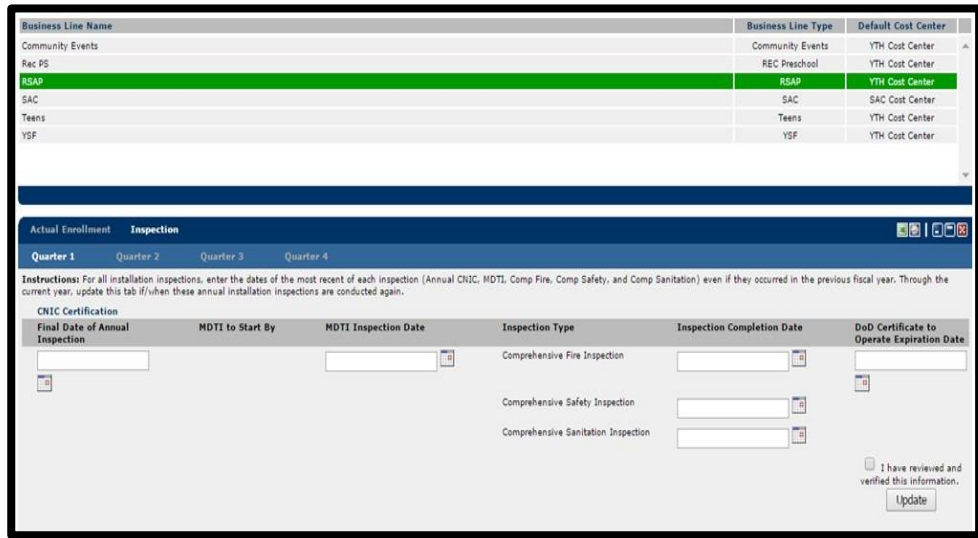 Business Line Name Business Line Type Default Cost Center
Community Events Community Events YTH Cost Center
Rec PS REC Preschool YTH Cost Center
RSAP RSAP YTH Cost Center
SAC SAC SAC Cost Center
Teens Teens YTH Cost Center
YSF YSF YTH Cost Center
Actual Enrollment Inspection
Quarter 1 Quarter 2 Quarter 3 Quarter 4
Instructions: For all installation inspections, enter the dates of the most recent of each inspection (Annual CNIC, MDTI, Comp Fire, Comp Safety, and Comp Sanitation) even if they occurred in the previous fiscal year. Through the
current year, update this tab if/when these annual installation inspections are conducted again.
CNIC Certification
Final Date of Annual MDTI to Start By MDTI Inspection Date Inspection Type Inspection Completion Date DoD Certificate to
Inspection Operate Expiration Date
Comprehensive Fire Inspection
Comprehensive Safety Inspection
Comprehensive Sanitation Inspection
I have reviewed and
verified this information.
Update